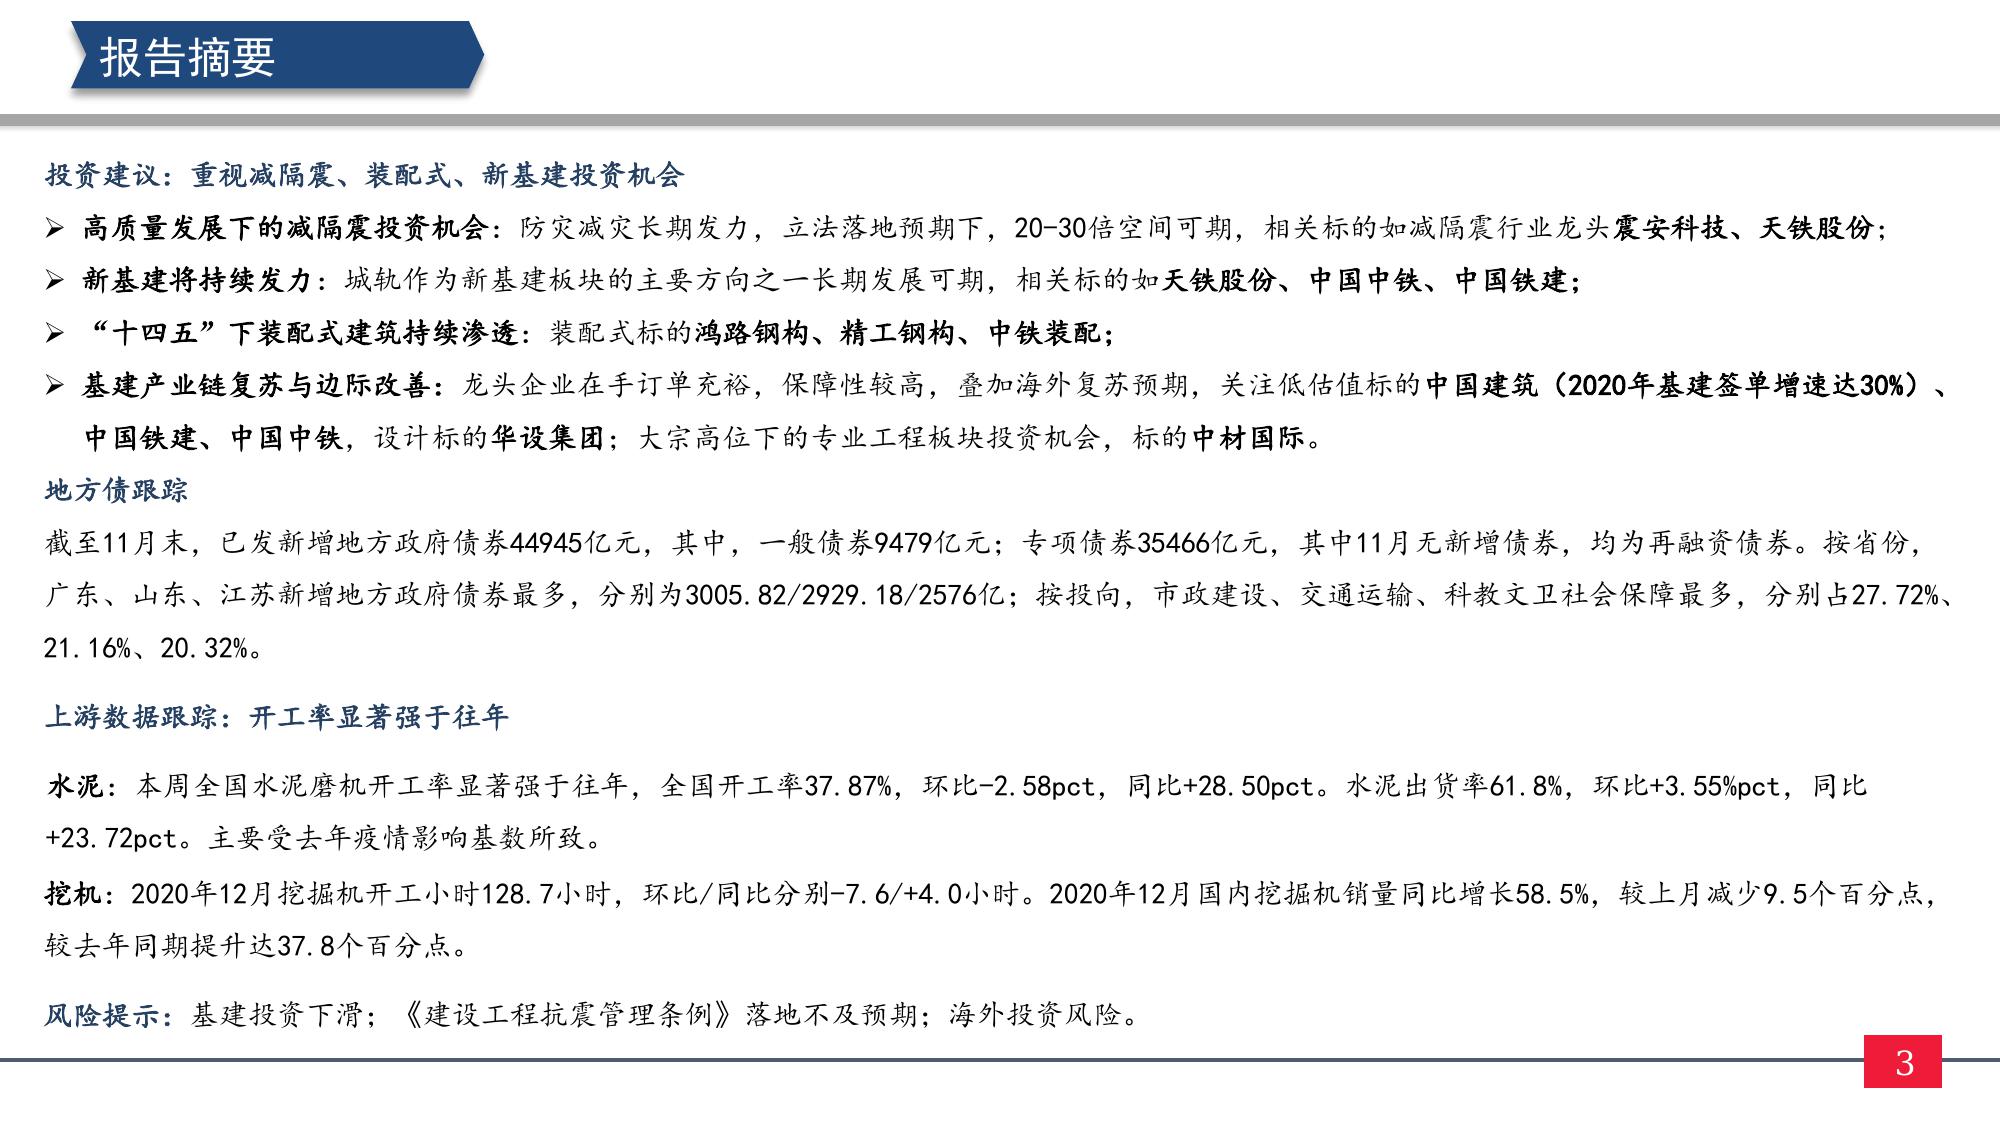 报告摘要
投资建议：重视减隔震、装配式、新基建投资机会
➢ 高质量发展下的减隔震投资机会：防灾减灾长期发力，立法落地预期下，20-30倍空间可期，相关标的如减隔震行业龙头震安科技、天铁股份；
➢ 新基建将持续发力：城轨作为新基建板块的主要方向之一长期发展可期，相关标的如天铁股份、中国中铁、中国铁建；
➢ “十四五”下装配式建筑持续渗透：装配式标的鸿路钢构、精工钢构、中铁装配；
➢ 基建产业链复苏与边际改善：龙头企业在手订单充裕，保障性较高，叠加海外复苏预期，关注低估值标的中国建筑（2020年基建签单增速达30%）、
中国铁建、中国中铁，设计标的华设集团；大宗高位下的专业工程板块投资机会，标的中材国际。
地方债跟踪
截至11月末，已发新增地方政府债券44945亿元，其中，一般债券9479亿元；专项债券35466亿元，其中11月无新增债券，均为再融资债券。按省份，
广东、山东、江苏新增地方政府债券最多，分别为3005.82/2929.18/2576亿；按投向，市政建设、交通运输、科教文卫社会保障最多，分别占27.72%、
21.16%、20.32%。
上游数据跟踪：开工率显著强于往年
水泥：本周全国水泥磨机开工率显著强于往年，全国开工率37.87%，环比-2.58pct，同比+28.50pct。水泥出货率61.8%，环比+3.55%pct，同比
+23.72pct。主要受去年疫情影响基数所致。
挖机：2020年12月挖掘机开工小时128.7小时，环比/同比分别-7.6/+4.0小时。2020年12月国内挖掘机销量同比增长58.5%，较上月减少9.5个百分点，
较去年同期提升达37.8个百分点。
风险提示：基建投资下滑；《建设工程抗震管理条例》落地不及预期；海外投资风险。
3